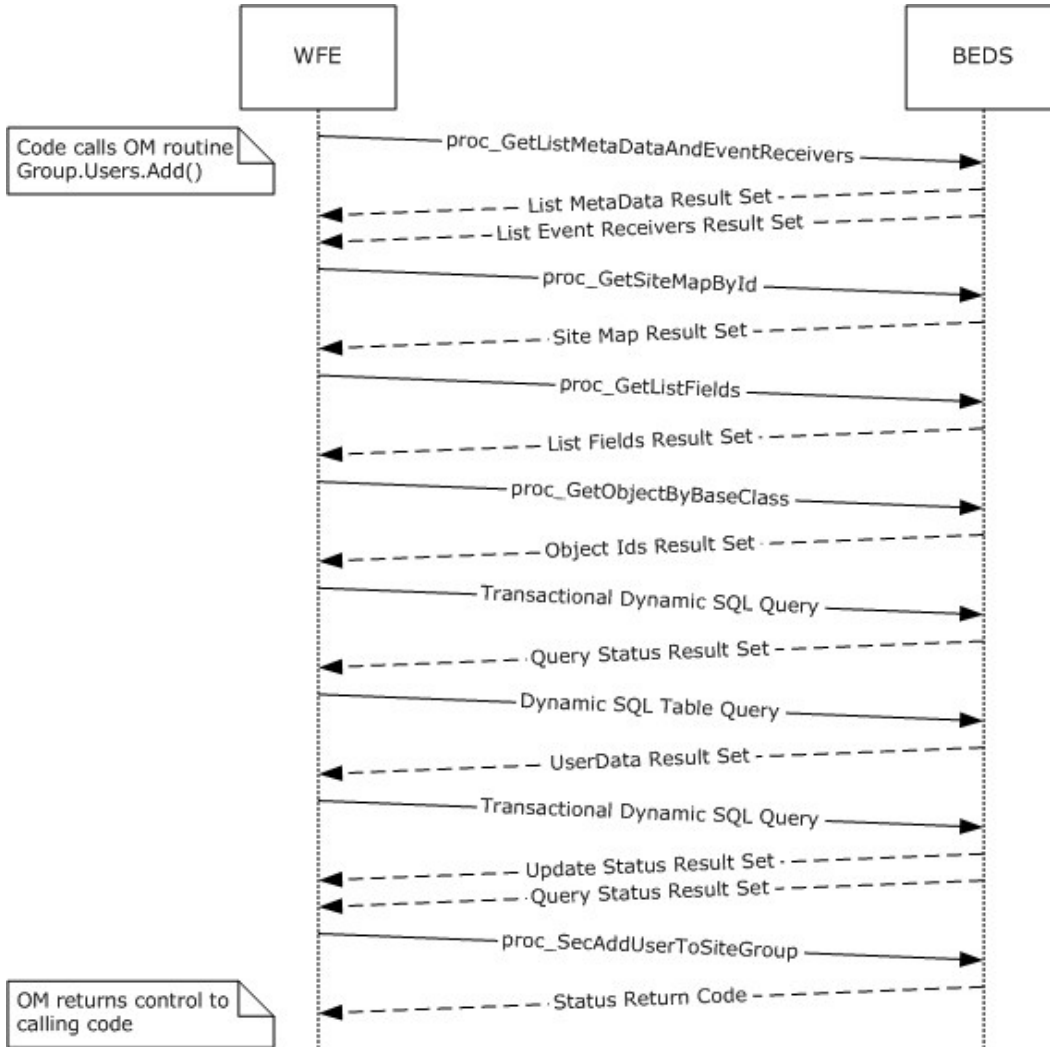 WFE
BEDS
Code calls OM routine
Group.Users.Add()
proc_GetListMetaDataAndEventReceivers
List MetaData Result Set
List Event Receivers Result Set
proc_GetSiteMapById
Site Map Result Set
proc_GetListFields
List Fields Result Set
proc_GetObjectByBaseClass
Object Ids Result Set
Transactional Dynamic SQL Query
Query Status Result Set
Dynamic SQL Table Query
UserData Result Set
Transactional Dynamic SQL Query
Update Status Result Set
Query Status Result Set
proc_SecAddUserToSiteGroup
OM returns control to
calling code
Status Return Code